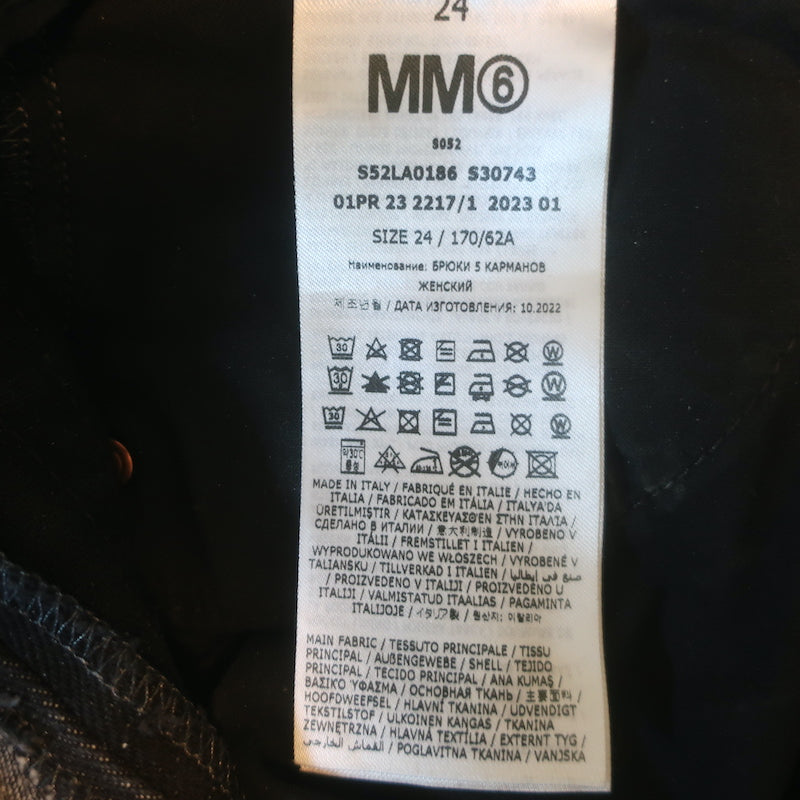 24
MM⑥
S052
S52LA0186 S30743
01PR 23 2217/1 2023 01
SIZE 24 / 170/62A
Наименование: БРЮКИ 5 КАРМАНОВ
ЖЕНСКИЙ
제조년월 / ДАТА ИЗГОТОВЛЕНИЯ: 10.2022
30 W
30 W
30 W
MADE IN ITALY / FABRIQUÉ EN ITALIE / HECHO EN
ITALIA / FABRICADO EM ITÁLIA / ITALYA'DA
ÜRETILMIŞTIR / ΚΑΤΑΣΚΕΥΑΣΘΕΝ ΣΤΗΝ ΙΤΑΛΙΑ /
СДЕЛАНО В ИТАЛИИ / 意大利制造 / VYROBENO V
ITÁLII / FREMSTILLET I ITALIEN /
WYPRODUKOWANO WE WŁOSZECH / VYROBENÉ V
TALIANSKU / TILLVERKAD I ITALIEN / صنع في إيطاليا
/ PROIZVEDENO V ITALIJI / PROIZVEDENO U
ITALIJI / VALMISTATUD ITAALIAS / PAGAMINTA
ITALIJOJE / イタリア製 / 원산지: 이탈리아
MAIN FABRIC / TESSUTO PRINCIPALE / TISSU
PRINCIPAL / AUßENGEWEBE / SHELL / TEJIDO
PRINCIPAL / TECIDO PRINCIPAL / ANA KUMAŞ /
ΒΑΣΙΚΟ ΎΦΑΣΜΑ / ОСНОВНАЯ ТКАНЬ / 主要面料 /
HOOFDWEEFSEL / HLAVNÍ TKANINA / UDVENDIGT
TEKSTILSTOF / ULKOINEN KANGAS / TKANINA
ZEWNĘTRZNA / HLAVNÁ TEXTÍLIA / EXTERNT TYG /
القماش الخارجي / POGLAVITNA TKANINA / VANJSKA